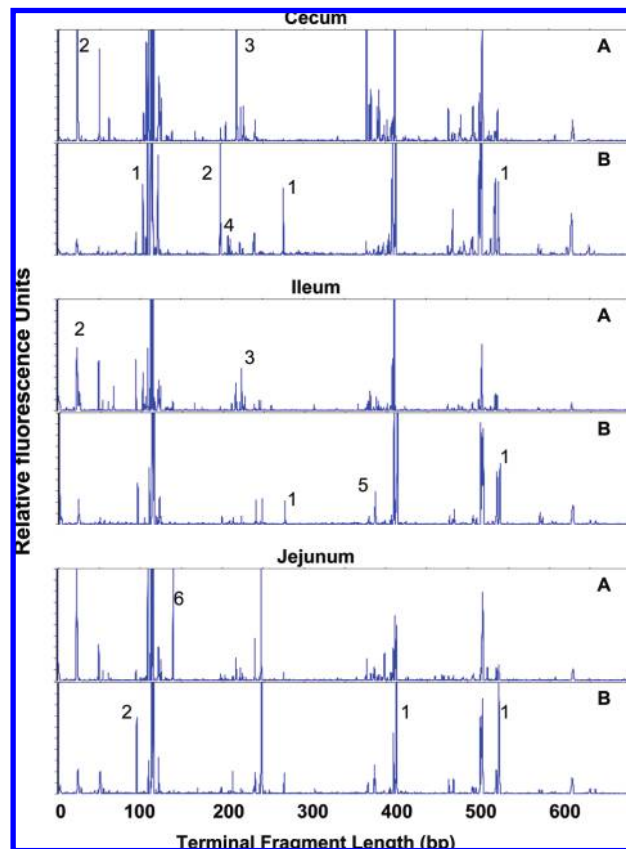 Cecum
2 3 A
1 2 4 1 1 B
Ileum
2 3 A
1 5 1 B
Jejunum
6 A
2 1 1 B
0 100 200 300 400 500 600
Terminal Fragment Length (bp)
Relative fluorescence Units